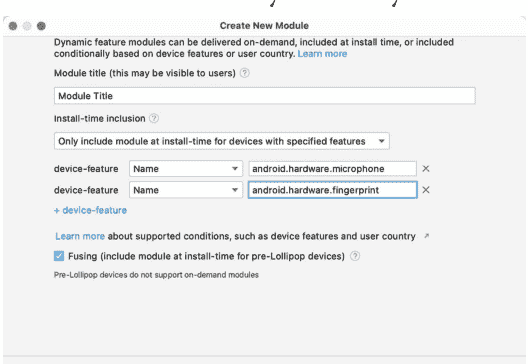 Create New Module
Dynamic feature modules can be delivered on-demand, included at install time, or included
conditionally based on device features or user country. Learn more
Module title (this may be visible to users) ?
Module Title
Install-time inclusion ?
Only include module at install-time for devices with specified features
device-feature Name android.hardware.microphone ×
device-feature Name android.hardware.fingerprint ×
+ device-feature
Learn more about supported conditions, such as device features and user country ↗
Fusing (include module at install-time for pre-Lollipop devices) ?
Pre-Lollipop devices do not support on-demand modules